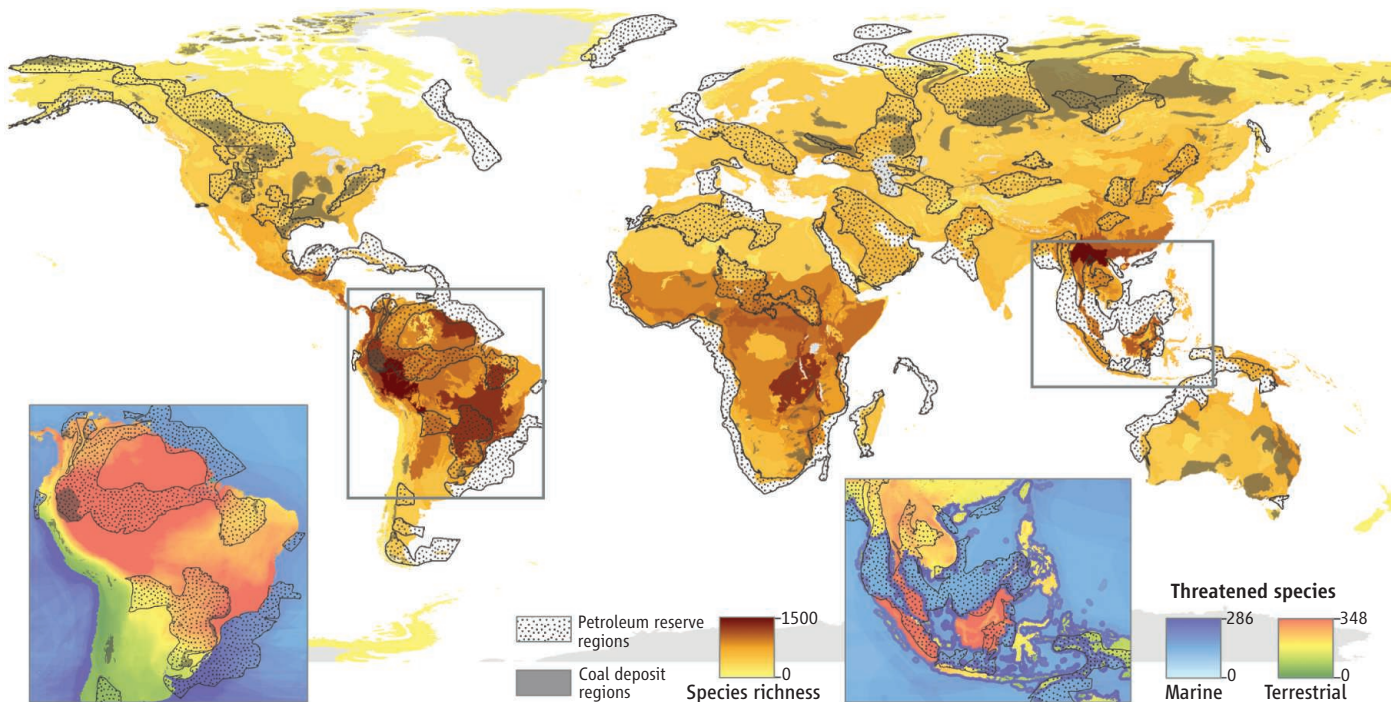 Petroleum reserve
regions
Coal deposit
regions
1500
0
Species richness
Threatened species
286
0
Marine
348
0
Terrestrial